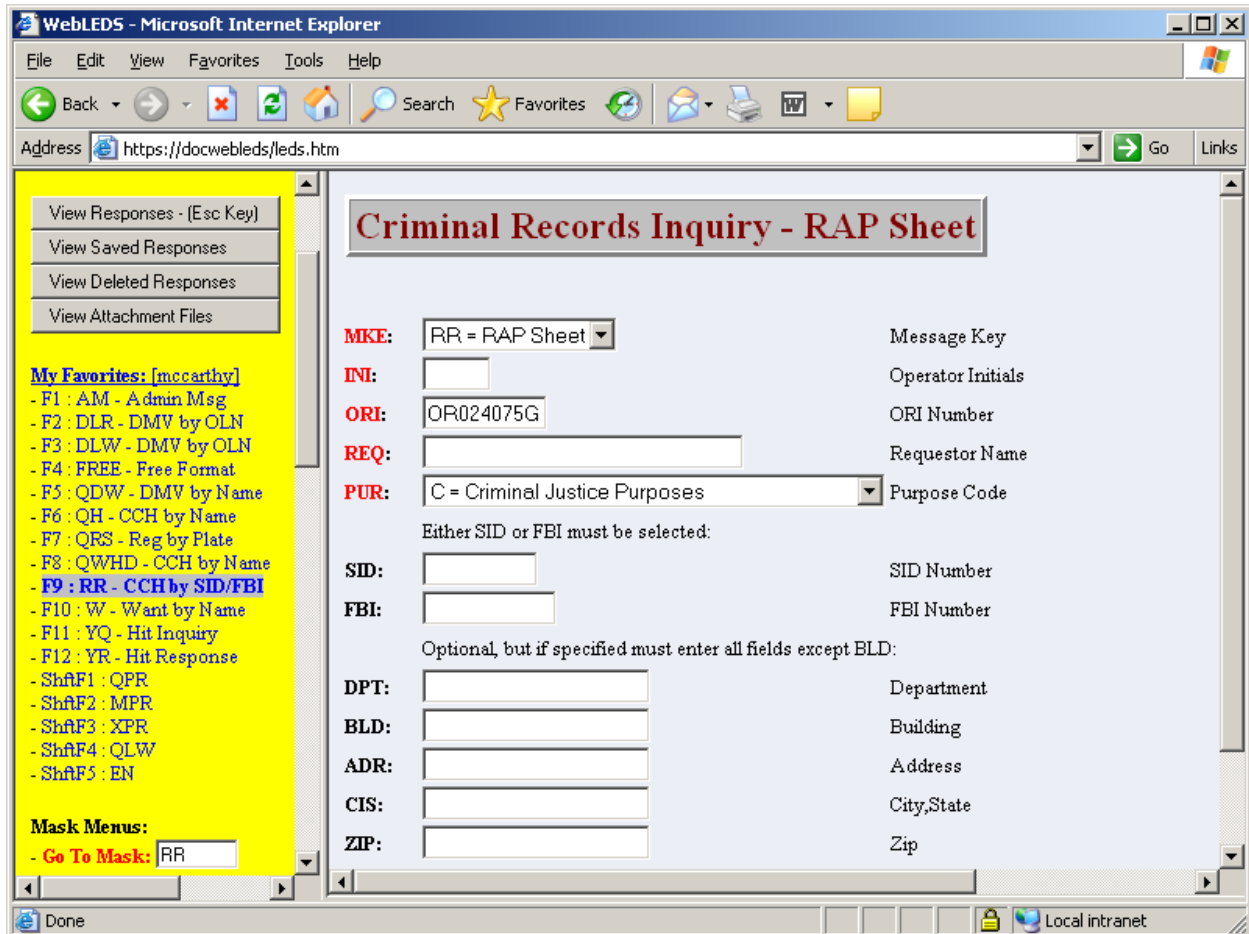 WebLEDS - Microsoft Internet Explorer
File Edit View Favorites Tools Help
Back Search Favorites
Address https://docwebleds/leds.htm Go Links
View Responses - (Esc Key)
View Saved Responses
View Deleted Responses
View Attachment Files
My Favorites: [mccarthy]
- F1 : AM - Admin Msg
- F2 : DLR - DMV by OLN
- F3 : DLW - DMV by OLN
- F4 : FREE - Free Format
- F5 : QDW - DMV by Name
- F6 : QH - CCH by Name
- F7 : QRS - Reg by Plate
- F8 : QWHD - CCH by Name
- F9 : RR - CCH by SID/FBI
- F10 : W - Want by Name
- F11 : YQ - Hit Inquiry
- F12 : YR - Hit Response
- ShftF1 : QPR
- ShftF2 : MPR
- ShftF3 : XPR
- ShftF4 : QLW
- ShftF5 : EN
Mask Menus:
- Go To Mask: RR
Criminal Records Inquiry - RAP Sheet
MKE: RR = RAP Sheet Message Key
INI: Operator Initials
ORI: OR024075G ORI Number
REQ: Requestor Name
PUR: C = Criminal Justice Purposes Purpose Code
Either SID or FBI must be selected:
SID: SID Number
FBI: FBI Number
Optional, but if specified must enter all fields except BLD:
DPT: Department
BLD: Building
ADR: Address
CIS: City,State
ZIP: Zip
Done Local intranet